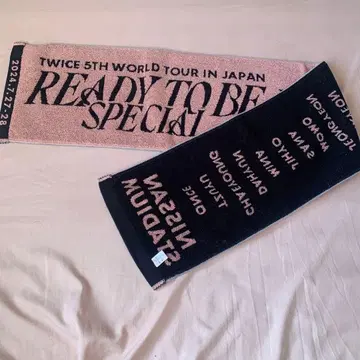 2024.7.27-28
TWICE 5TH WORLD TOUR IN JAPAN
READY TO BE
SPECIAL
JEONGYEON
MOMO
SANA
JIHYO
MINA
DAHYUN
CHAEYOUNG
TZUYU
ONCE
NISSAN
STADIUM